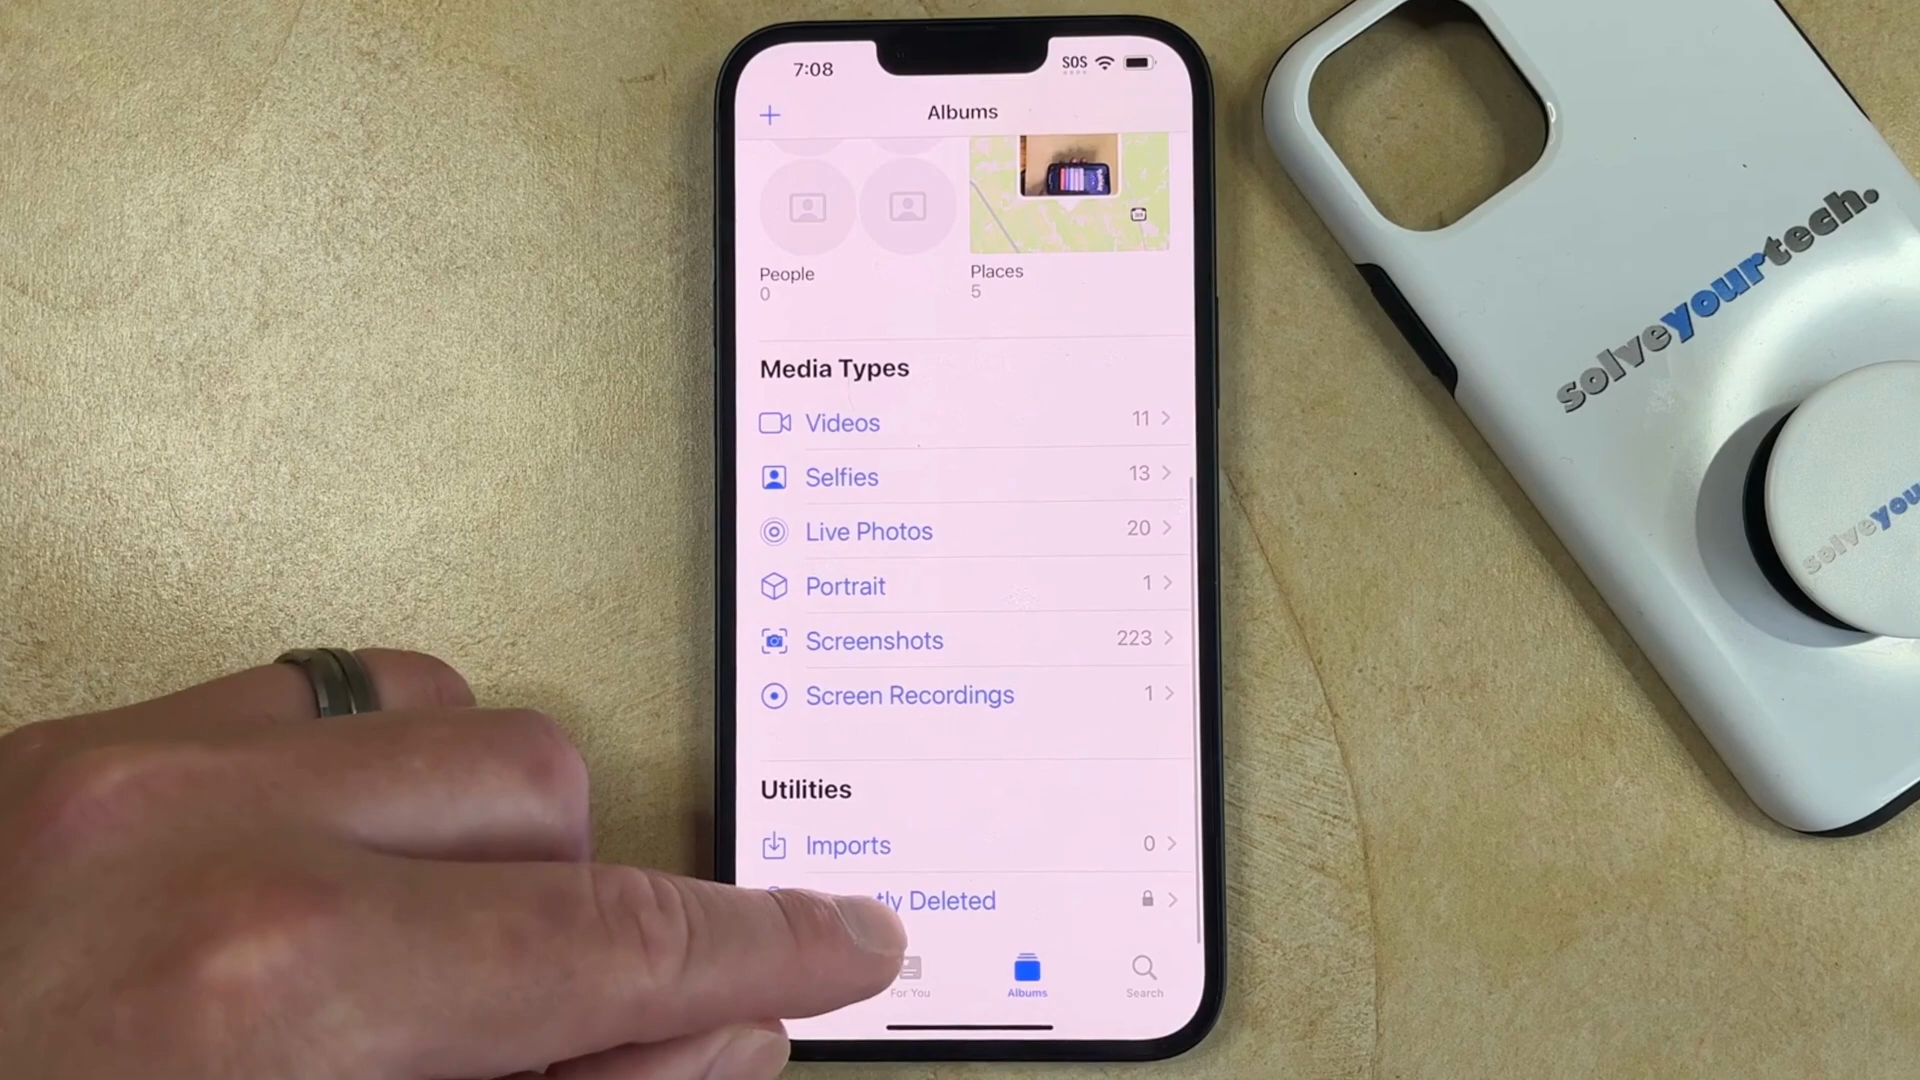 7:08
SOS
Albums
People
0
Places
5
Media Types
Videos 11
Selfies 13
Live Photos 20
Portrait 1
Screenshots 223
Screen Recordings 1
Utilities
Imports 0
tly Deleted
For You
Albums
Search
solveyourtech.
solveyou